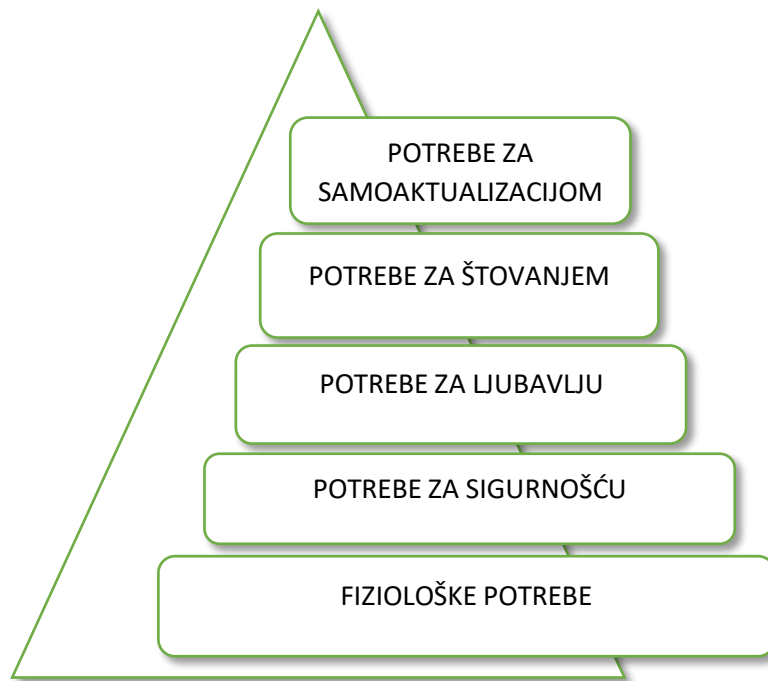 POTREBE ZA
SAMOAKTUALIZACIJOM
POTREBE ZA ŠTOVANJEM
POTREBE ZA LJUBAVLJU
POTREBE ZA SIGURNOŠĆU
FIZIOLOŠKE POTREBE